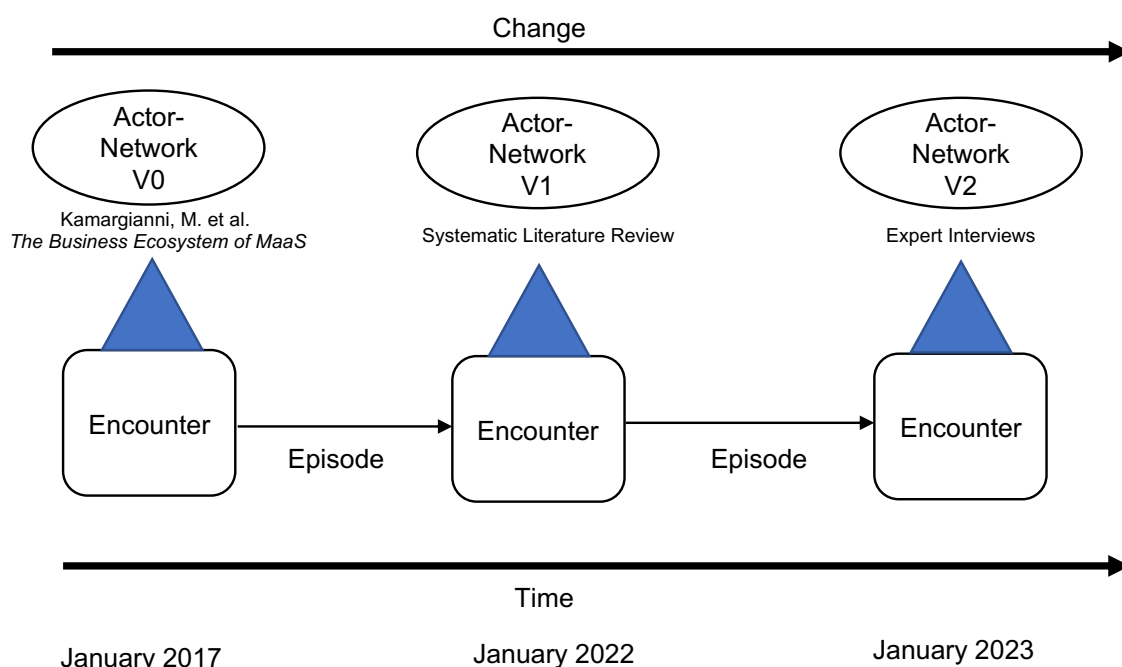 Change
Actor-
Network
V0
Actor-
Network
V1
Actor-
Network
V2
Kamargianni, M. et al.
The Business Ecosystem of MaaS
Systematic Literature Review
Expert Interviews
Encounter
Episode
Encounter
Episode
Encounter
Time
January 2017
January 2022
January 2023